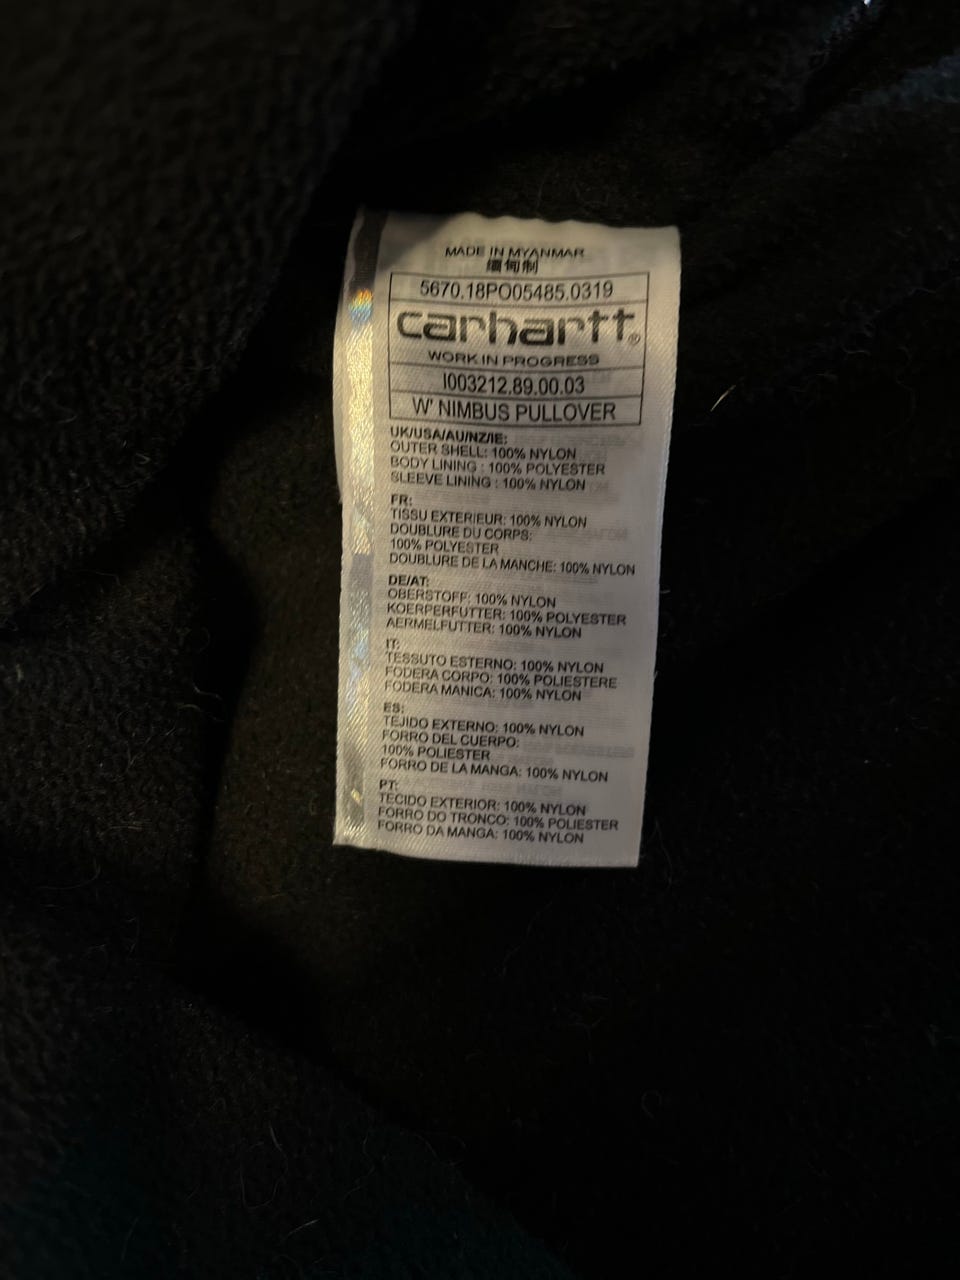 MADE IN MYANMAR
缅甸制
5670.18PO05485.0319
carhartt®
WORK IN PROGRESS
I003212.89.00.03
W' NIMBUS PULLOVER
UK/USA/AU/NZ/IE:
OUTER SHELL: 100% NYLON
BODY LINING : 100% POLYESTER
SLEEVE LINING : 100% NYLON
FR:
TISSU EXTERIEUR: 100% NYLON
DOUBLURE DU CORPS:
100% POLYESTER
DOUBLURE DE LA MANCHE: 100% NYLON
DE/AT:
OBERSTOFF: 100% NYLON
KOERPERFUTTER: 100% POLYESTER
AERMELFUTTER: 100% NYLON
IT:
TESSUTO ESTERNO: 100% NYLON
FODERA CORPO: 100% POLIESTERE
FODERA MANICA: 100% NYLON
ES:
TEJIDO EXTERNO: 100% NYLON
FORRO DEL CUERPO:
100% POLIESTER
FORRO DE LA MANGA: 100% NYLON
PT:
TECIDO EXTERIOR: 100% NYLON
FORRO DO TRONCO: 100% POLIESTER
FORRO DA MANGA: 100% NYLON